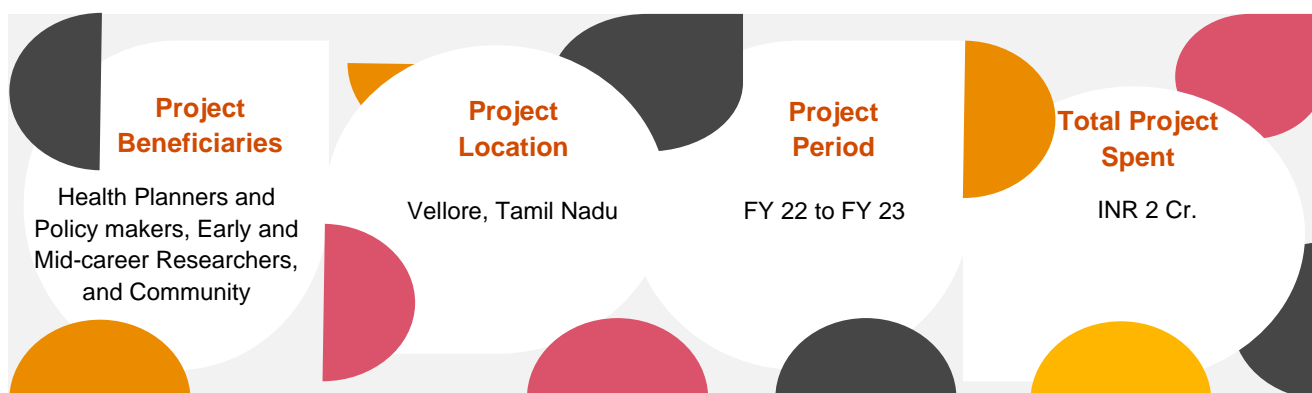 Project
Beneficiaries
Health Planners and
Policy makers, Early and
Mid-career Researchers,
and Community
Project
Location
Vellore, Tamil Nadu
Project
Period
FY 22 to FY 23
Total Project
Spent
INR 2 Cr.